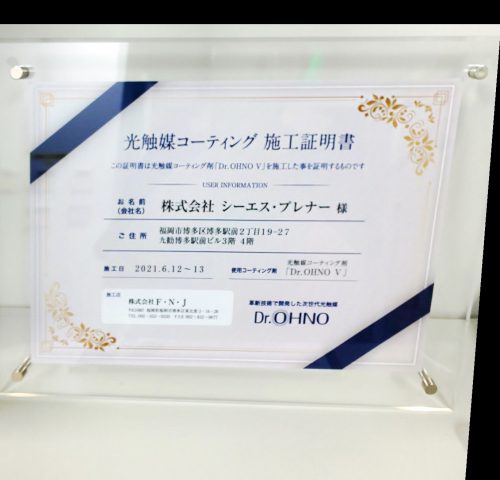 光触媒コーティング 施工証明書
この証明書は光触媒コーティング剤「Dr.OHNO V」を施工した事を証明するものです
USER INFORMATION
お名前
(会社名)
株式会社 シーエス・プレナー 様
ご住所
福岡市博多区博多駅前2丁目19-27
九勧博多駅前ビル3階 4階
施工日 2021.6.12~13
使用コーティング剤
光触媒コーティング剤
「Dr.OHNO V」
施工店
株式会社 F・N・J
革新技術で開発した次世代光触媒
Dr.OHNO